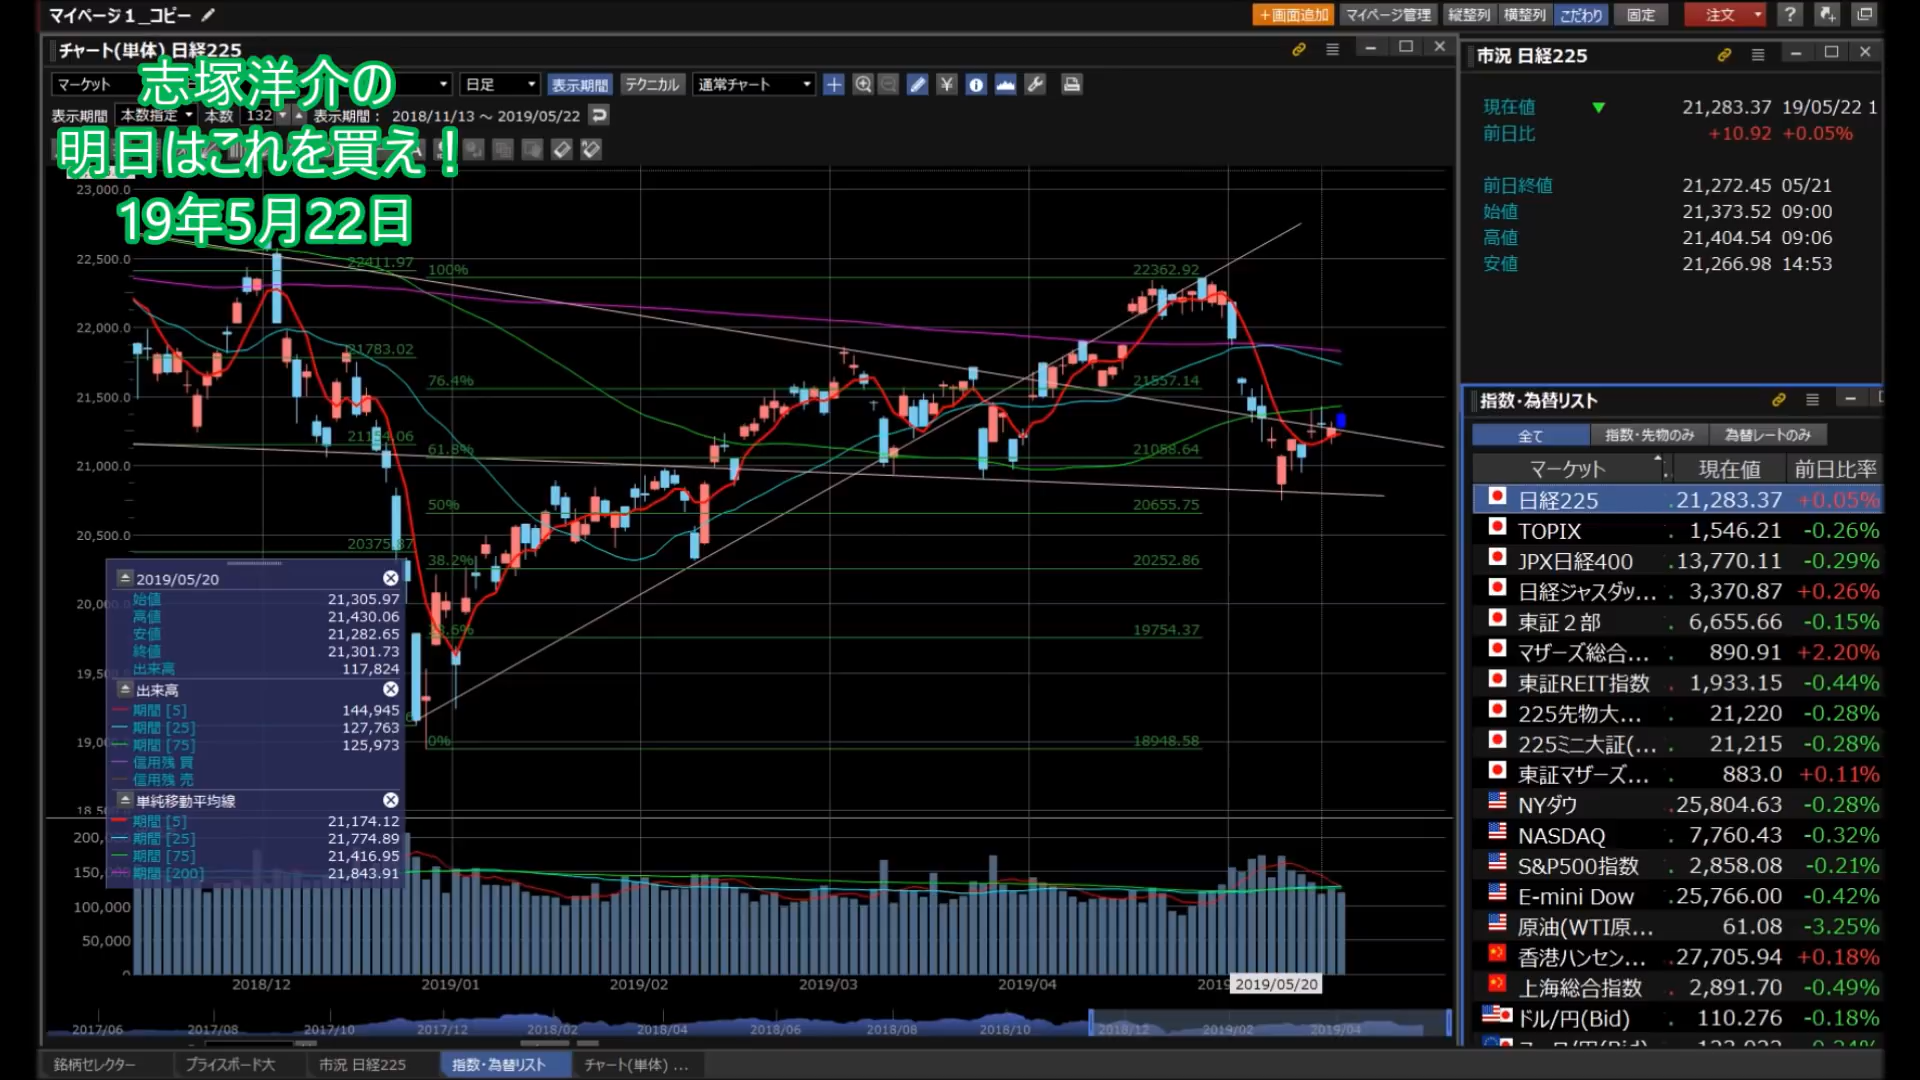 マイページ１_コピー
＋画面追加 マイページ管理 縦整列 横整列 こだわり 固定 注文 ?
チャート(単体) 日経225
志塚洋介の
明日はこれを買え！
19年5月22日
マーケット 日足 表示期間 テクニカル 通常チャート
表示期間 本数指定 本数 132 表示期間： 2018/11/13 ～ 2019/05/22
23,000.0
22,500.0
22,000.0
21,500.0
21,000.0
20,500.0
22411.97
21783.02
100% 22362.92
76.4% 21557.14
61.8% 21058.64
50% 20655.75
38.2% 20252.86
19754.37
0% 18948.58
2019/05/20
始値 21,305.97
高値 21,430.06
安値 21,282.65
終値 21,301.73
出来高 117,824
出来高
期間 [5] 144,945
期間 [25] 127,763
期間 [75] 125,973
信用残 買
信用残 売
単純移動平均線
期間 [5] 21,174.12
期間 [25] 21,774.89
期間 [75] 21,416.95
期間 [200] 21,843.91
100,000
50,000
0
2018/12 2019/01 2019/02 2019/03 2019/04 2019/05/20
2017/06 2017/08 2017/10 2017/12 2018/02 2018/04 2018/06 2018/08 2018/10 2018/12 2019/02 2019/04
銘柄セレクター プライスボード大 市況 日経225 指数・為替リスト チャート(単体) ...
市況 日経225
現在値 ▼ 21,283.37 19/05/22 1
前日比 +10.92 +0.05%
前日終値 21,272.45 05/21
始値 21,373.52 09:00
高値 21,404.54 09:06
安値 21,266.98 14:53
指数・為替リスト
全て 指数・先物のみ 為替レートのみ
マーケット 現在値 前日比率
日経225 21,283.37 +0.05%
TOPIX 1,546.21 -0.26%
JPX日経400 13,770.11 -0.29%
日経ジャスダッ... 3,370.87 +0.26%
東証２部 6,655.66 -0.15%
マザーズ総合... 890.91 +2.20%
東証REIT指数 1,933.15 -0.44%
225先物大... 21,220 -0.28%
225ミニ大証(... 21,215 -0.28%
東証マザーズ... 883.0 +0.11%
NYダウ 25,804.63 -0.28%
NASDAQ 7,760.43 -0.32%
S&P500指数 2,858.08 -0.21%
E-mini Dow 25,766.00 -0.42%
原油(WTI原... 61.08 -3.25%
香港ハンセン... 27,705.94 +0.18%
上海総合指数 2,891.70 -0.49%
ドル/円(Bid) 110.276 -0.18%